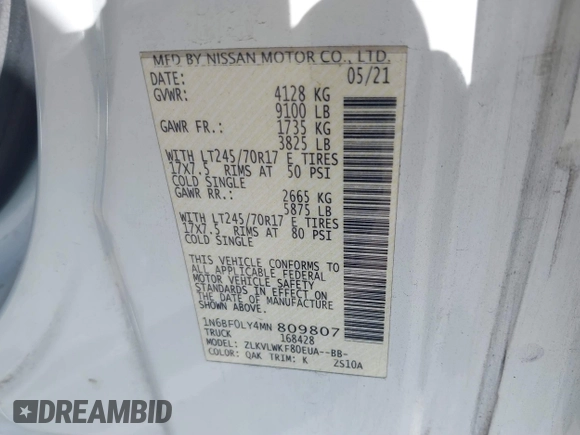 MFD BY NISSAN MOTOR CO., LTD.
DATE: 05/21
GVWR: 4128 KG
9100 LB
GAWR FR.: 1735 KG
3825 LB
WITH LT245/70R17 E TIRES
17X7.5 RIMS AT 50 PSI
COLD SINGLE
GAWR RR.: 2665 KG
5875 LB
WITH LT245/70R17 E TIRES
17X7.5 RIMS AT 80 PSI
COLD SINGLE
THIS VEHICLE CONFORMS TO
ALL APPLICABLE FEDERAL
MOTOR VEHICLE SAFETY
STANDARDS IN EFFECT ON
THE DATE OF MANUFACTURE
SHOWN ABOVE.
1N6BF0LY4MN 809807
TRUCK 168428
MODEL: ZLKVLWKF80EUA--BB-
COLOR: QAK TRIM: K 2S10A
DREAMBID